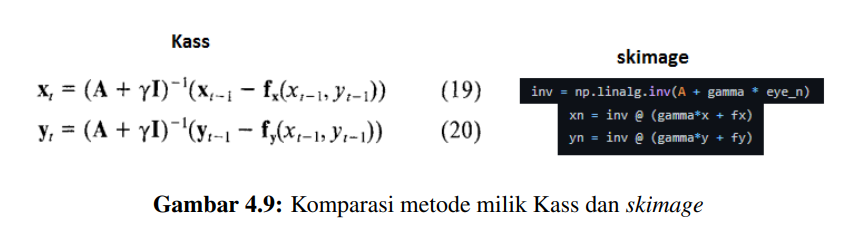 Kass
xₜ = (A + γI)⁻¹(xₜ₋₁ − fₓ(xₜ₋₁, yₜ₋₁)) (19)
yₜ = (A + γI)⁻¹(yₜ₋₁ − fᵧ(xₜ₋₁, yₜ₋₁)) (20)
skimage
inv = np.linalg.inv(A + gamma * eye_n)
xn = inv @ (gamma*x + fx)
yn = inv @ (gamma*y + fy)
Gambar 4.9: Komparasi metode milik Kass dan skimage